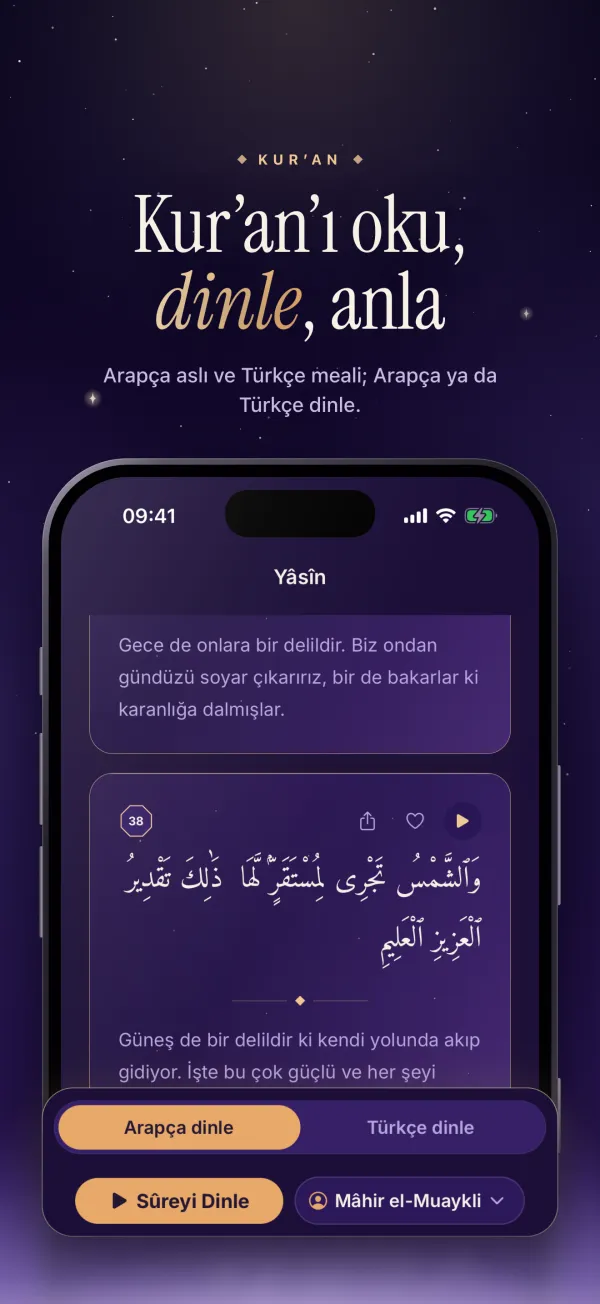 KUR’AN
Kur’an’ı oku,
dinle, anla
Arapça aslı ve Türkçe meali; Arapça ya da
Türkçe dinle.
09:41
Yâsîn
Gece de onlara bir delildir. Biz ondan
gündüzü soyar çıkarırız, bir de bakarlar ki
karanlığa dalmışlar.
38
وَٱلشَّمْسُ تَجْرِى لِمُسْتَقَرٍّۢ لَّهَا ذَٰلِكَ تَقْدِيرُ
ٱلْعَزِيزِ ٱلْعَلِيمِ
Güneş de bir delildir ki kendi yolunda akıp
gidiyor. İşte bu çok güçlü ve her şeyi
Arapça dinle
Türkçe dinle
Sûreyi Dinle
Mâhir el-Muaykli